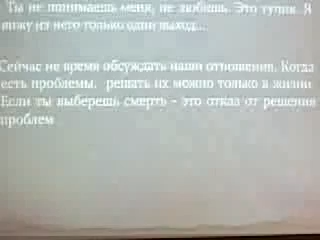 Ты не понимаешь меня, не любишь. Это тупик. Я
вижу из него только один выход...
Сейчас не время обсуждать наши отношения. Когда
есть проблемы, решать их можно только в жизни.
Если ты выберешь смерть - это отказ от решения
проблем